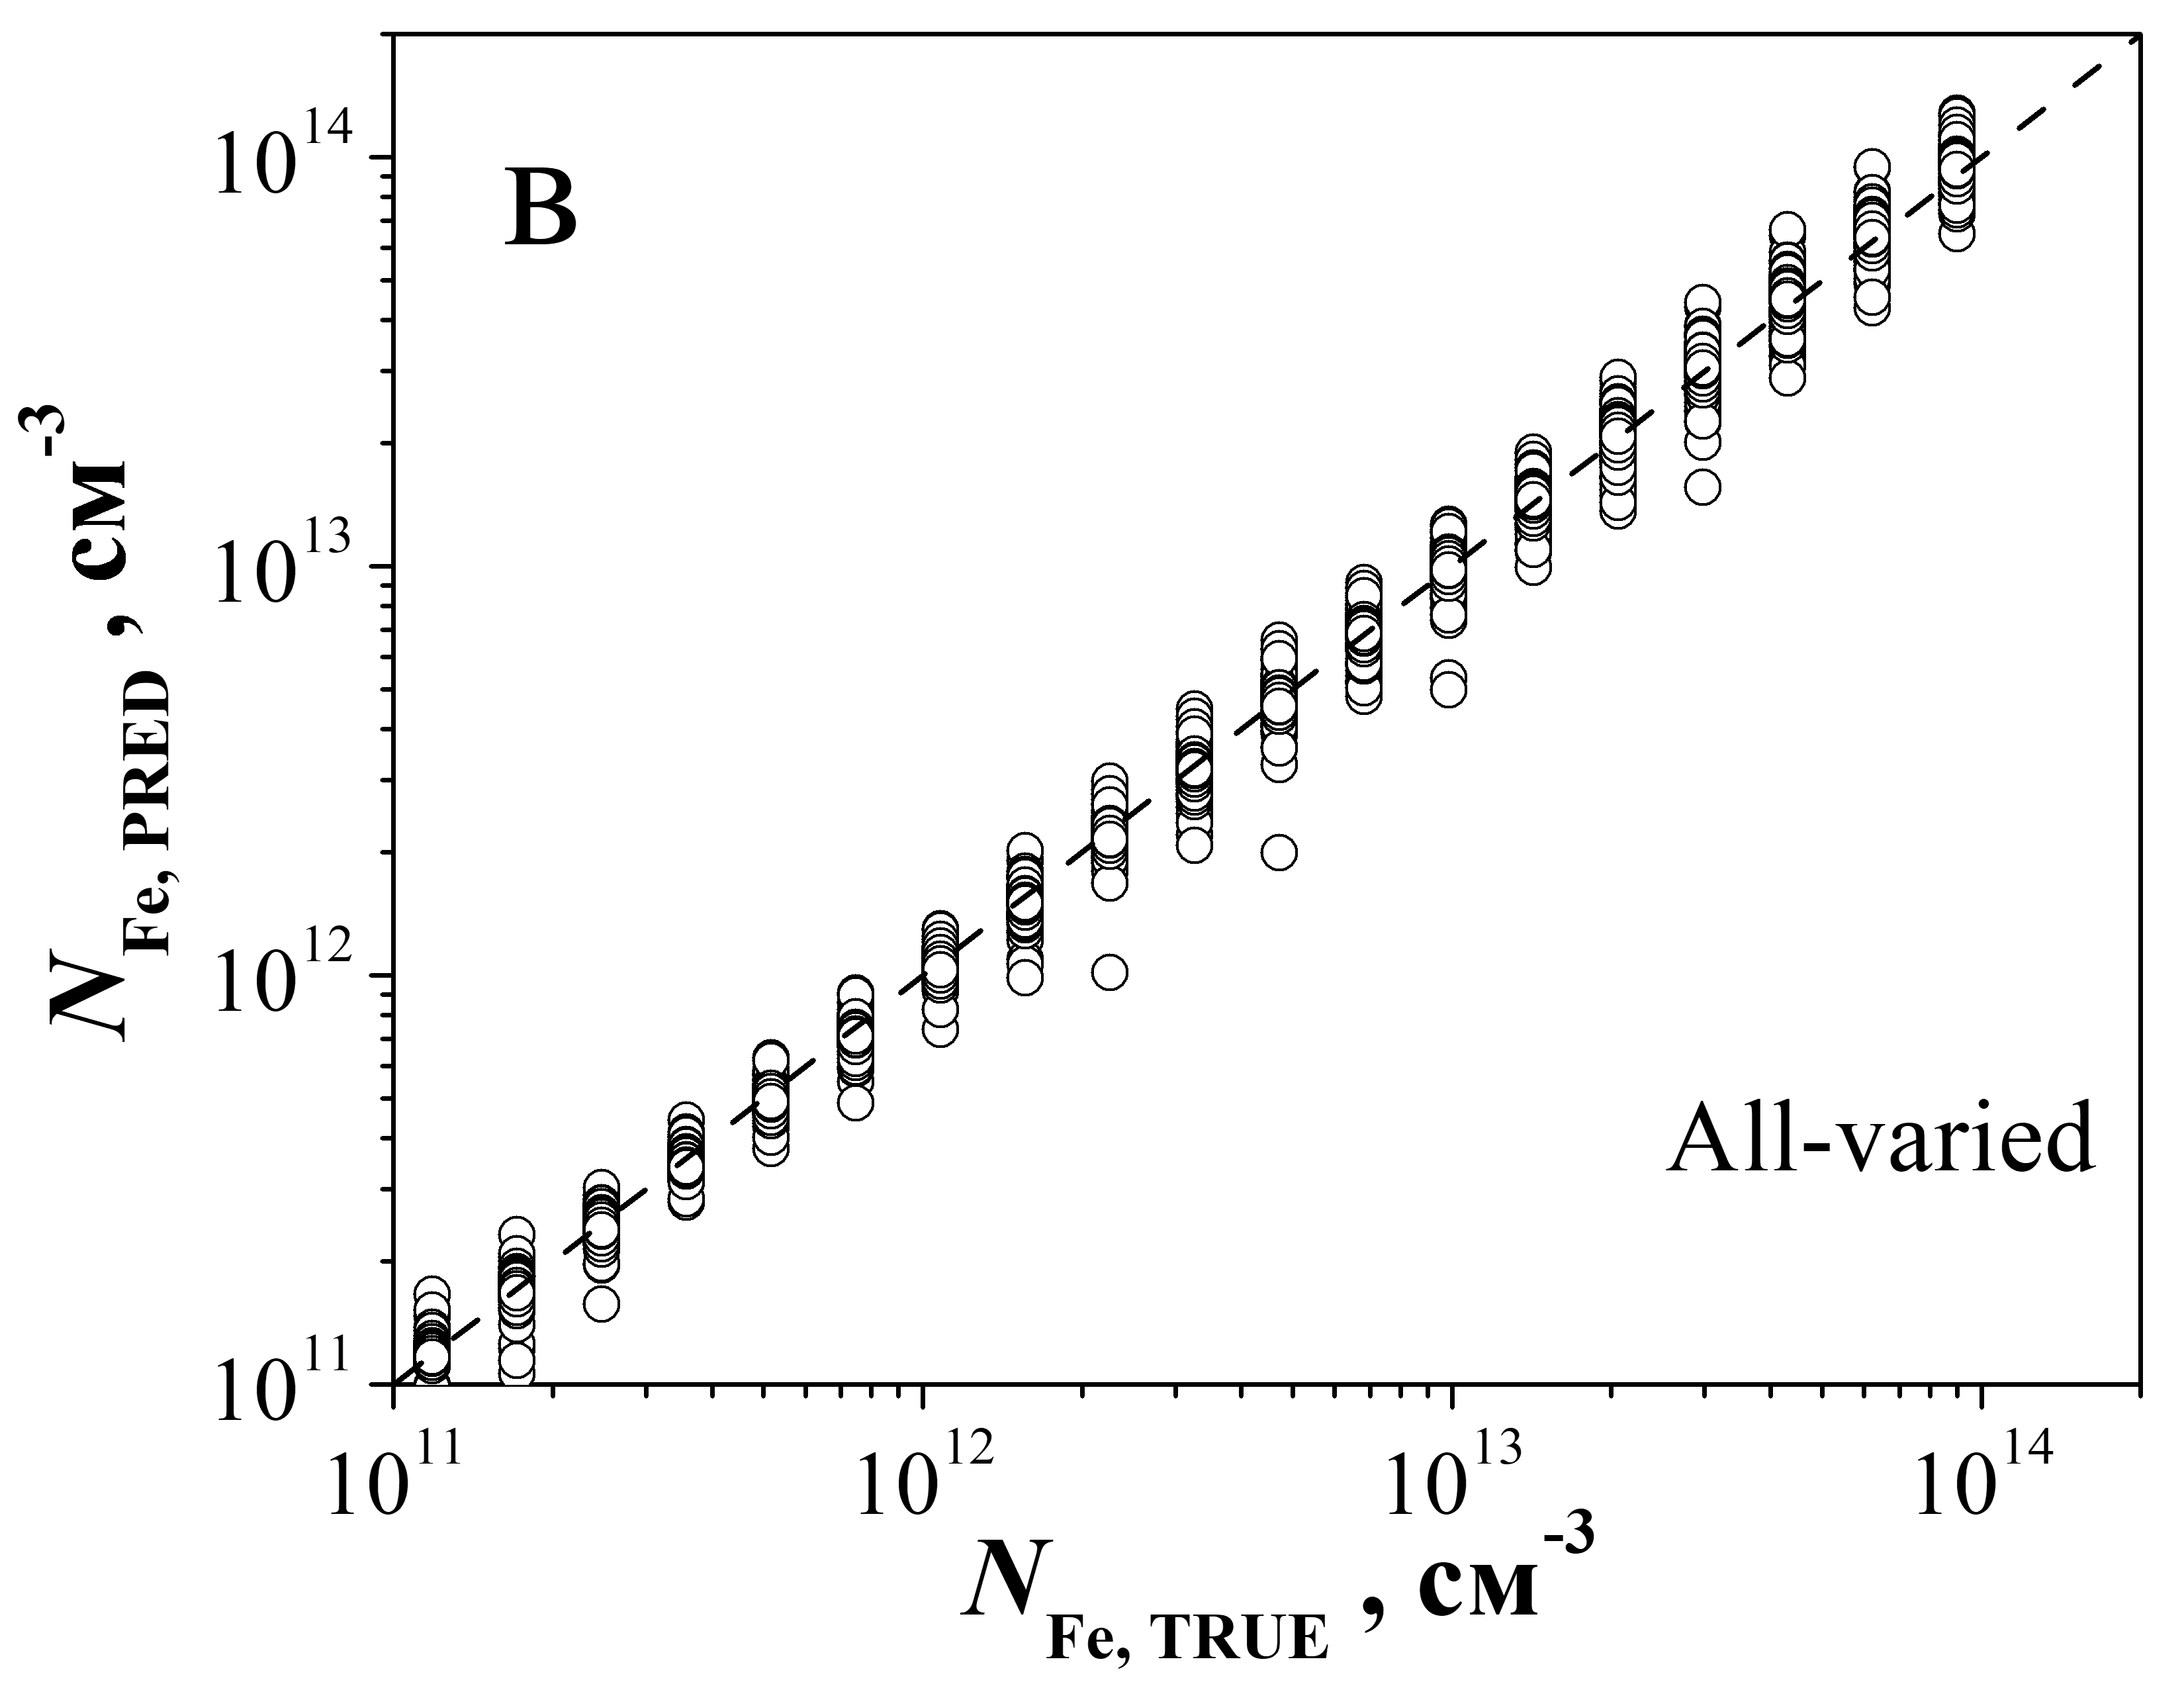 10^14
В
10^13
10^12
10^11
N_Fe, PRED , см^-3
All-varied
10^11 10^12 10^13 10^14
N_Fe, TRUE , см^-3